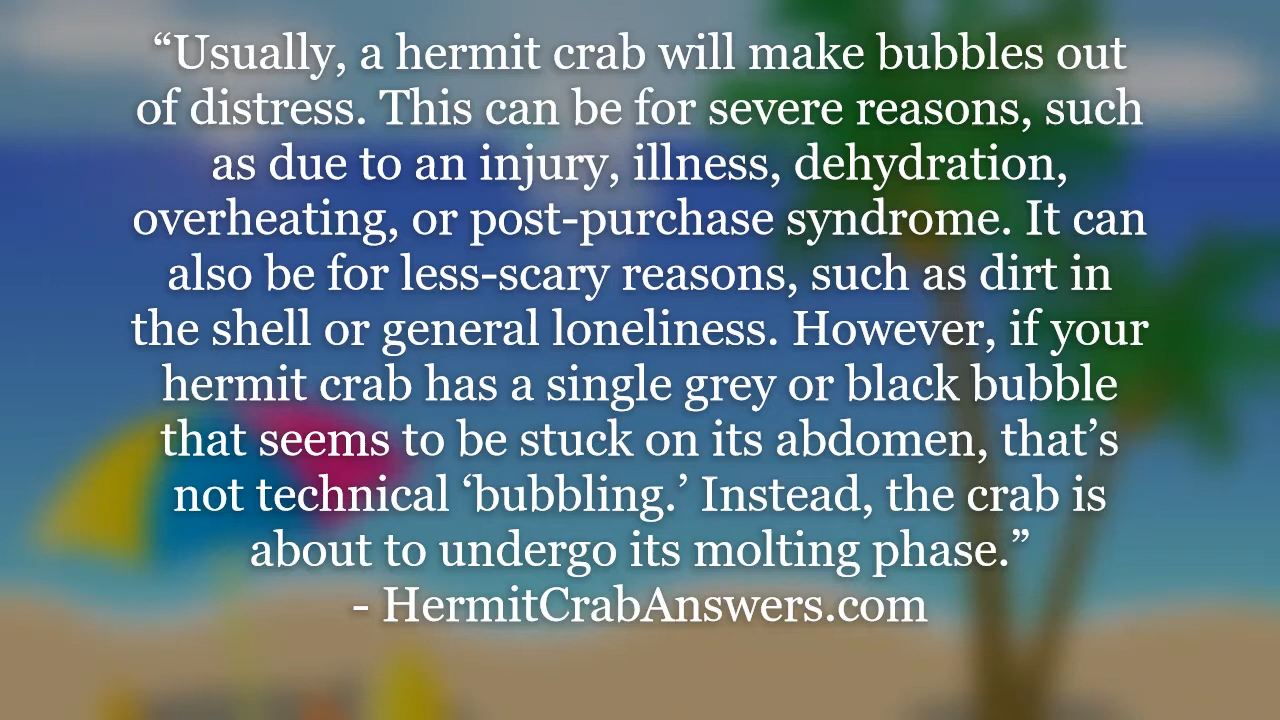 “Usually, a hermit crab will make bubbles out
of distress. This can be for severe reasons, such
as due to an injury, illness, dehydration,
overheating, or post-purchase syndrome. It can
also be for less-scary reasons, such as dirt in
the shell or general loneliness. However, if your
hermit crab has a single grey or black bubble
that seems to be stuck on its abdomen, that’s
not technical ‘bubbling.’ Instead, the crab is
about to undergo its molting phase.”
- HermitCrabAnswers.com